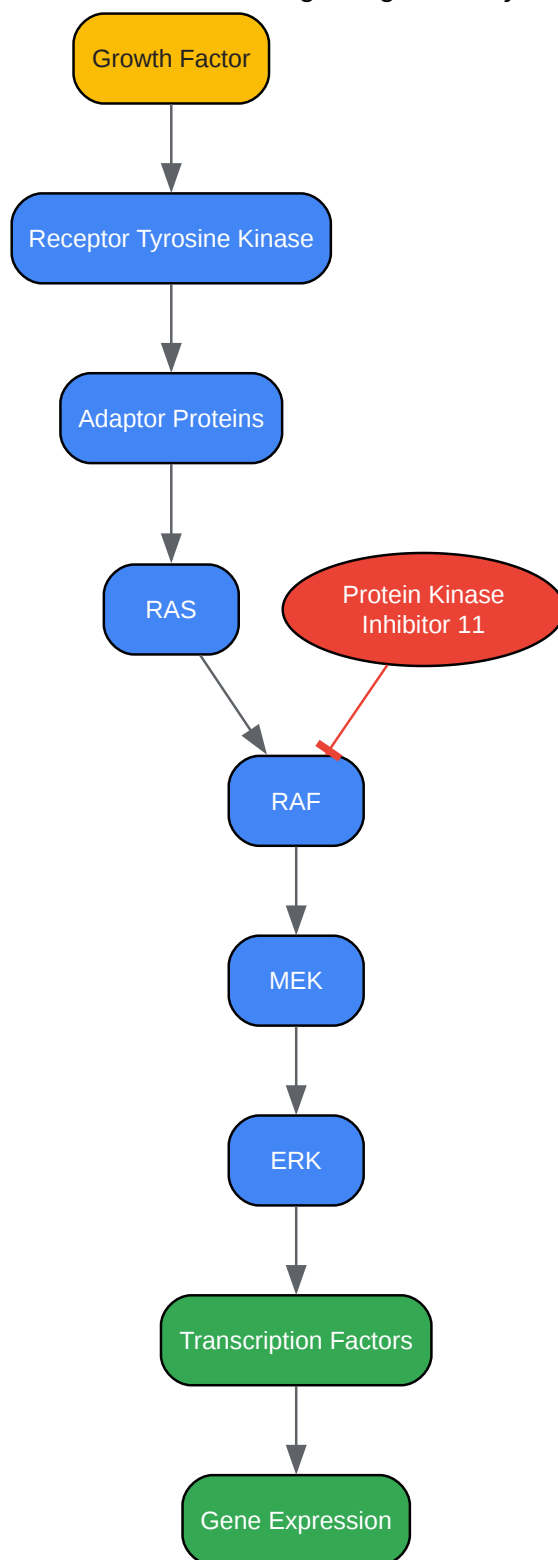 Growth Factor
Receptor Tyrosine Kinase
Adaptor Proteins
RAS
Protein Kinase
Inhibitor 11
RAF
MEK
ERK
Transcription Factors
Gene Expression